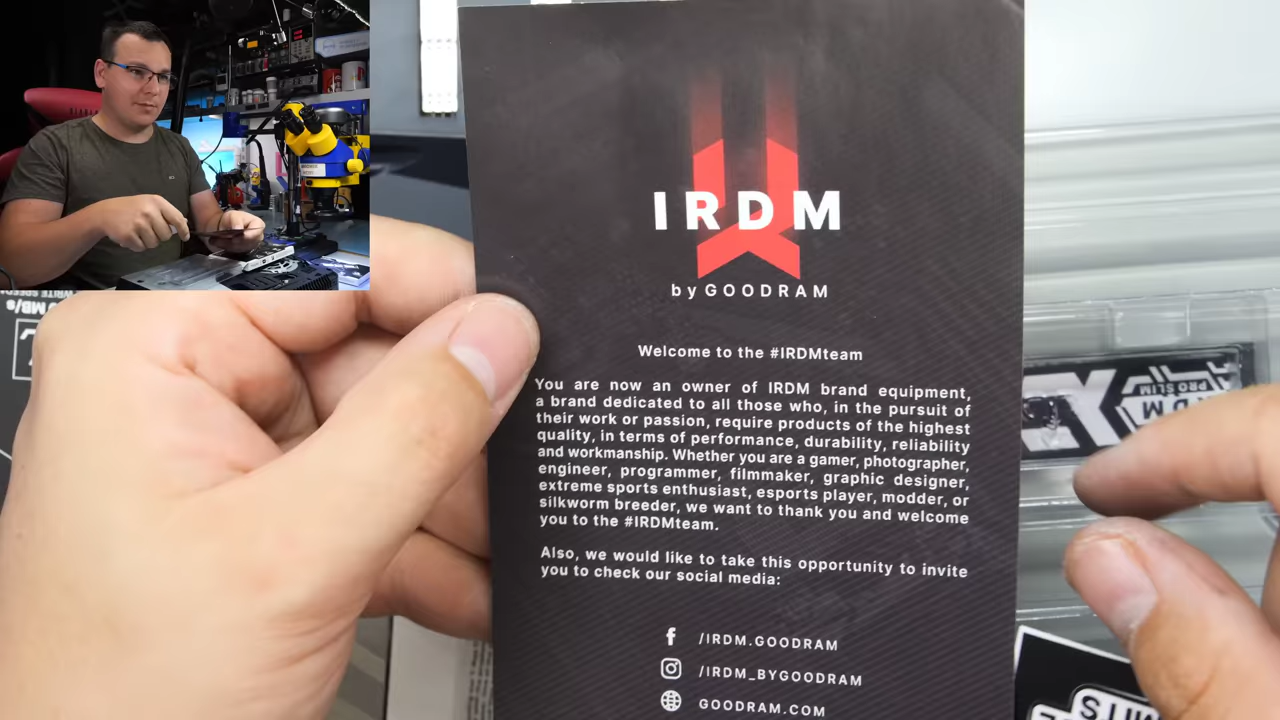 IRDM
by GOODRAM
Welcome to the #IRDMteam
You are now an owner of IRDM brand equipment,
a brand dedicated to all those who, in the pursuit of
their work or passion, require products of the highest
quality, in terms of performance, durability, reliability
and workmanship. Whether you are a gamer, photographer,
engineer, programmer, filmmaker, graphic designer,
extreme sports enthusiast, esports player, modder, or
silkworm breeder, we want to thank you and welcome
you to the #IRDMteam.
Also, we would like to take this opportunity to invite
you to check our social media:
/IRDM.GOODRAM
/IRDM_BYGOODRAM
GOODRAM.COM
WRITE SPEED
MB/s
IRDM
PRO SLIM